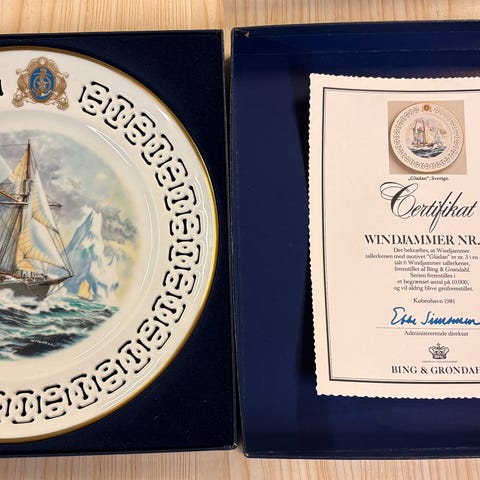 „Gladan", Sverige.
Certifikat
WINDJAMMER NR.
Det bekræftes, at Windjammer
tallerkenen med motivet "Gladan" er nr. 3 i en
ialt 6 Windjammer tallerkener,
fremstillet af Bing & Grøndahl.
Serien fremstilles i
et begrænset antal på 10.000,
og vil aldrig blive genfremstillet.
København 1981
Administrerende direktør
BING & GRØNDAH